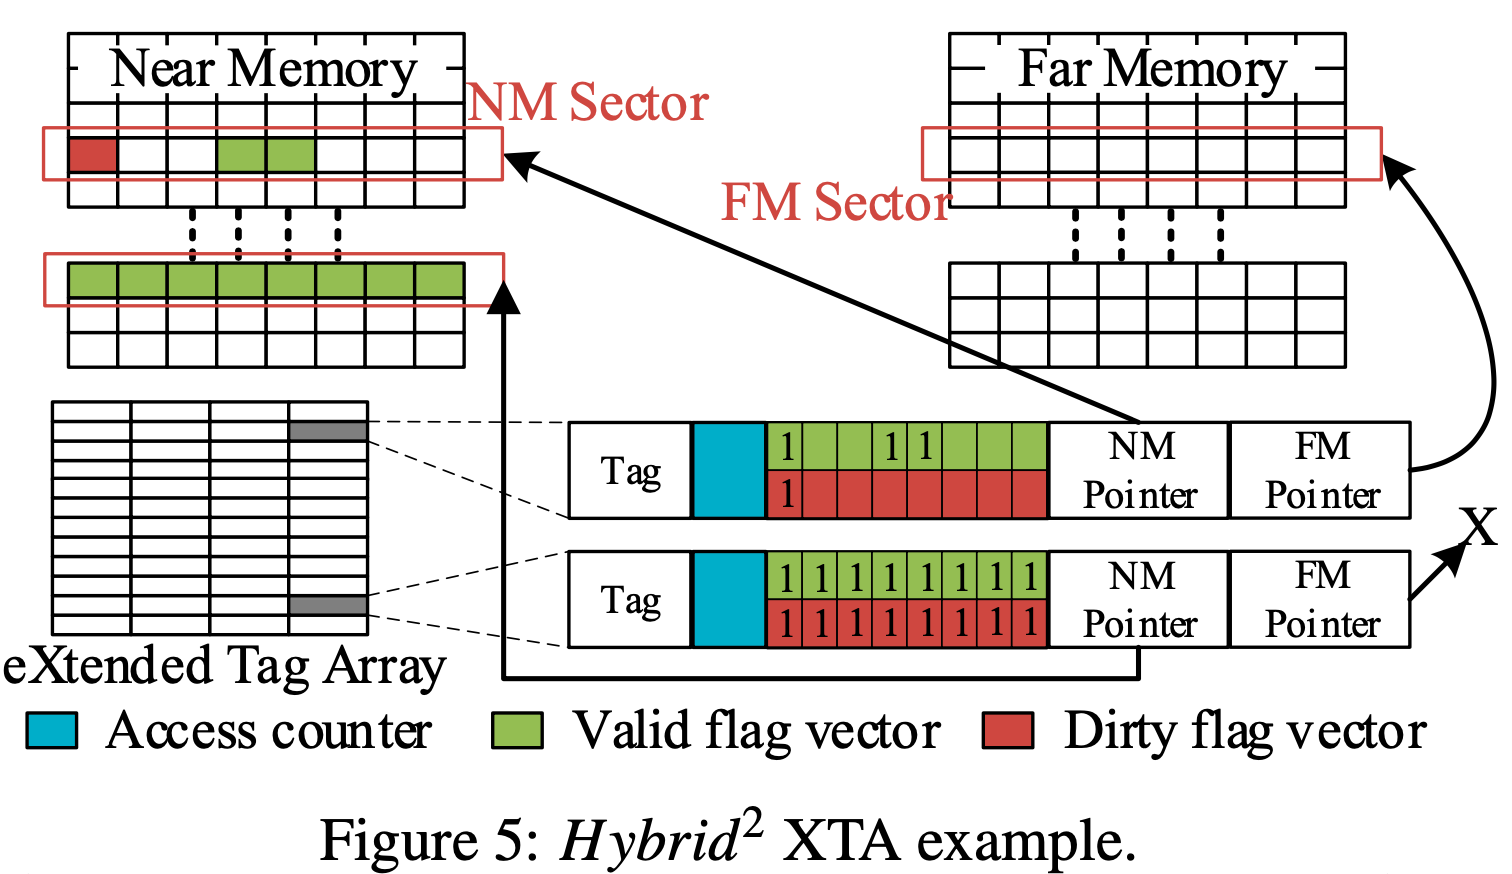 Near Memory
Far Memory
NM Sector
FM Sector
Tag
1 1 1
1
NM
Pointer
FM
Pointer
X
Tag
1 1 1 1 1 1 1 1
1 1 1 1 1 1 1 1
NM
Pointer
FM
Pointer
eXtended Tag Array
Access counter
Valid flag vector
Dirty flag vector
Figure 5: Hybrid² XTA example.